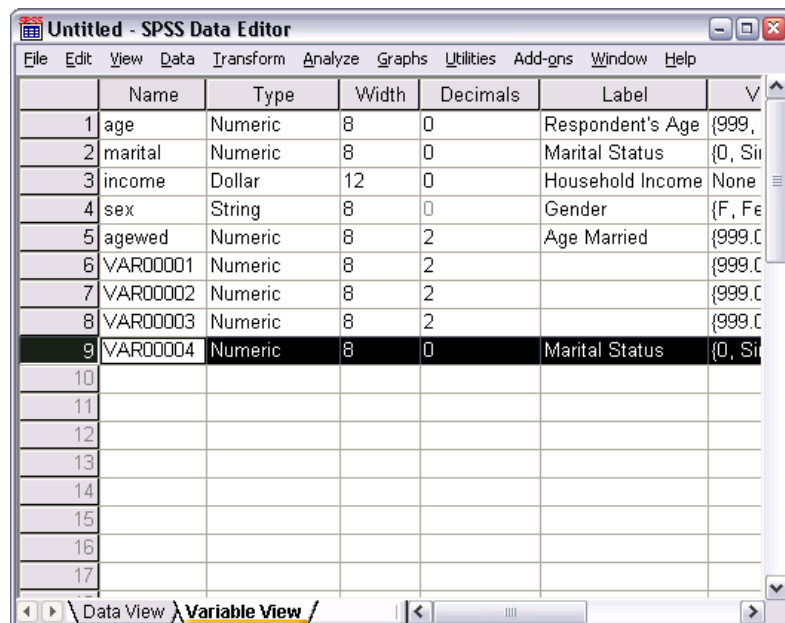 Untitled - SPSS Data Editor
File Edit View Data Transform Analyze Graphs Utilities Add-ons Window Help
Name Type Width Decimals Label V
1 age Numeric 8 0 Respondent's Age {999,
2 marital Numeric 8 0 Marital Status {0, Sin
3 income Dollar 12 0 Household Income None
4 sex String 8 0 Gender {F, Fe
5 agewed Numeric 8 2 Age Married {999.0
6 VAR00001 Numeric 8 2 {999.0
7 VAR00002 Numeric 8 2 {999.0
8 VAR00003 Numeric 8 2 {999.0
9 VAR00004 Numeric 8 0 Marital Status {0, Sin
10
11
12
13
14
15
16
17
Data View Variable View